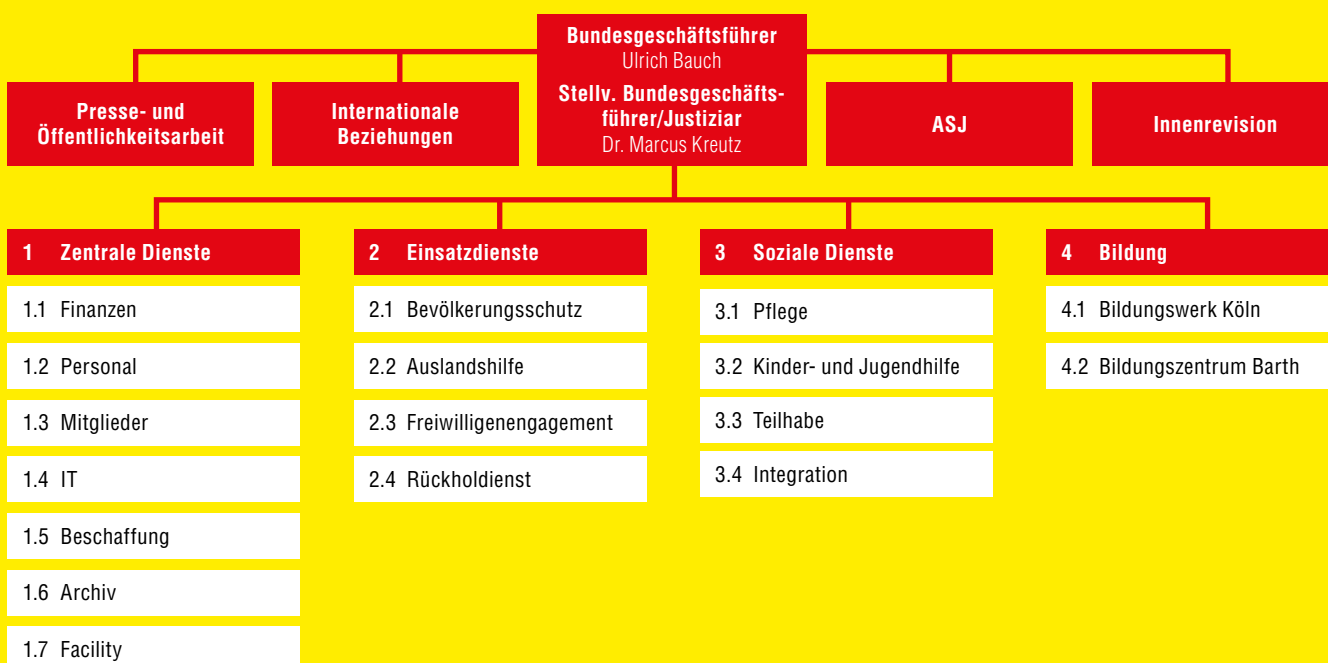 Bundesgeschäftsführer
Ulrich Bauch
Stellv. Bundesgeschäfts-
führer/Justiziar
Dr. Marcus Kreutz
Presse- und
Öffentlichkeitsarbeit
Internationale
Beziehungen
ASJ
Innenrevision
1 Zentrale Dienste
1.1 Finanzen
1.2 Personal
1.3 Mitglieder
1.4 IT
1.5 Beschaffung
1.6 Archiv
1.7 Facility
2 Einsatzdienste
2.1 Bevölkerungsschutz
2.2 Auslandshilfe
2.3 Freiwilligenengagement
2.4 Rückholdienst
3 Soziale Dienste
3.1 Pflege
3.2 Kinder- und Jugendhilfe
3.3 Teilhabe
3.4 Integration
4 Bildung
4.1 Bildungswerk Köln
4.2 Bildungszentrum Barth